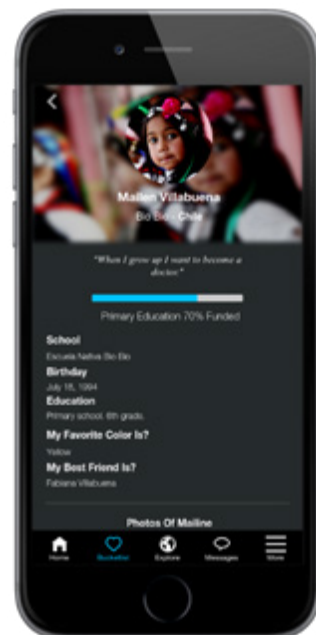 Mailen Villabuena
Bio Bio - Chile
"When I grow up I want to become a
doctor."
Primary Education 70% Funded
School
Escuela Nativa Bio Bio
Birthday
July 18, 1994
Education
Primary school. 6th grade.
My Favorite Color Is?
Yellow
My Best Friend Is?
Fabiana Villabuena
Photos Of Mailine
Home
Explore
Messages
More